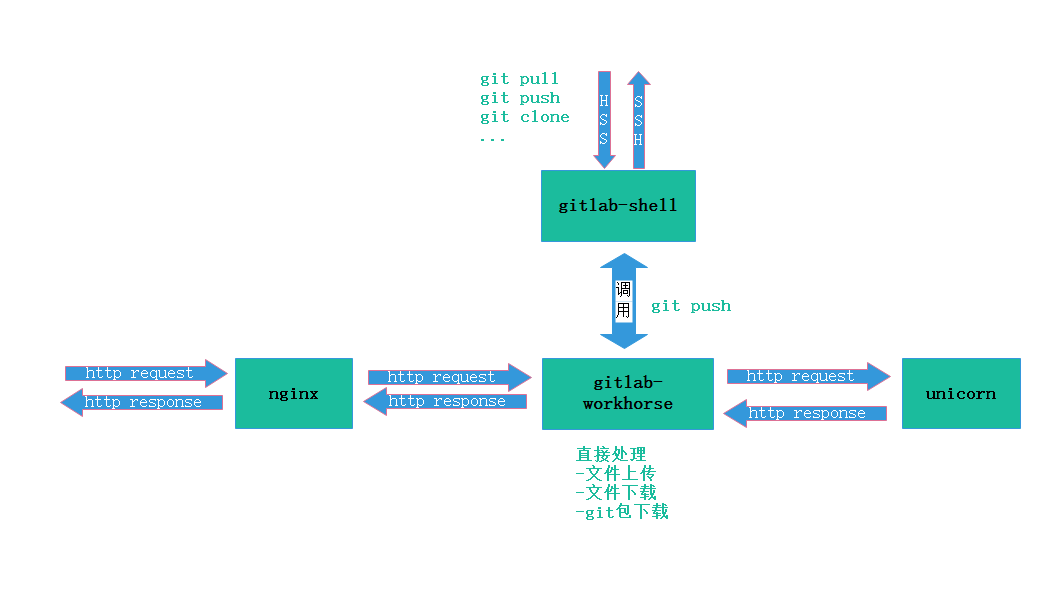 git pull
git push
git clone
...
HSS
SSH
gitlab-shell
调用
git push
http request
http response
nginx
http request
http response
gitlab-
workhorse
http request
http response
unicorn
直接处理
-文件上传
-文件下载
-git包下载